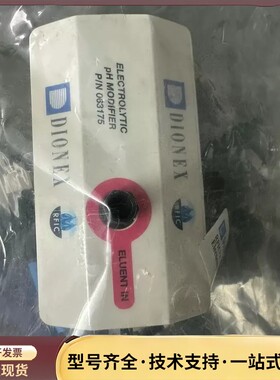 DIONEX
ELECTROLYTIC
pH MODIFIER
P/N 063175
DIONEX
RFIC
ELUENT IN
发票
现货
型号齐全·技术支持·一站式